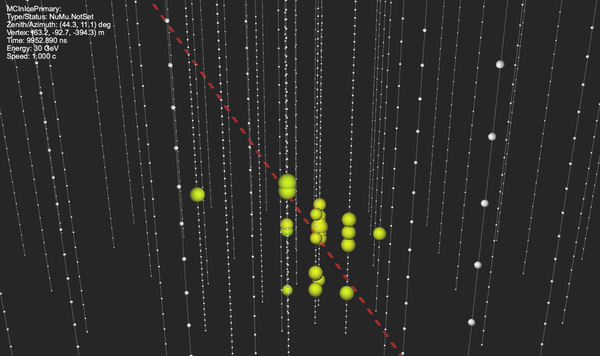 MCInIcePrimary:
Type/Status: NuMu.NotSet
Zenith/Azimuth: (44.3, 11.1) deg
Vertex: (63.2, -92.7, -394.3) m
Time: 9952.890 ns
Energy: 30 GeV
Speed: 1.000 c